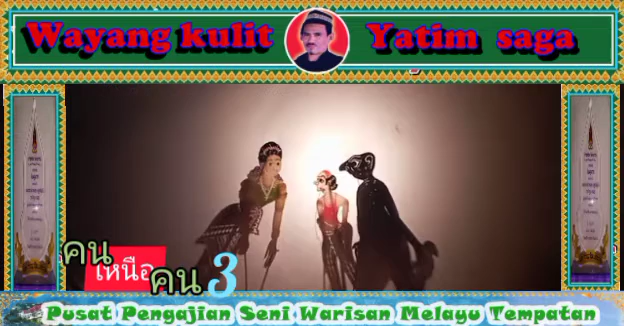 Wayang kulit Yatim saga
คน
เหนือ
คน 3
Pusat Pengajian Seni Warisan Melayu Tempatan